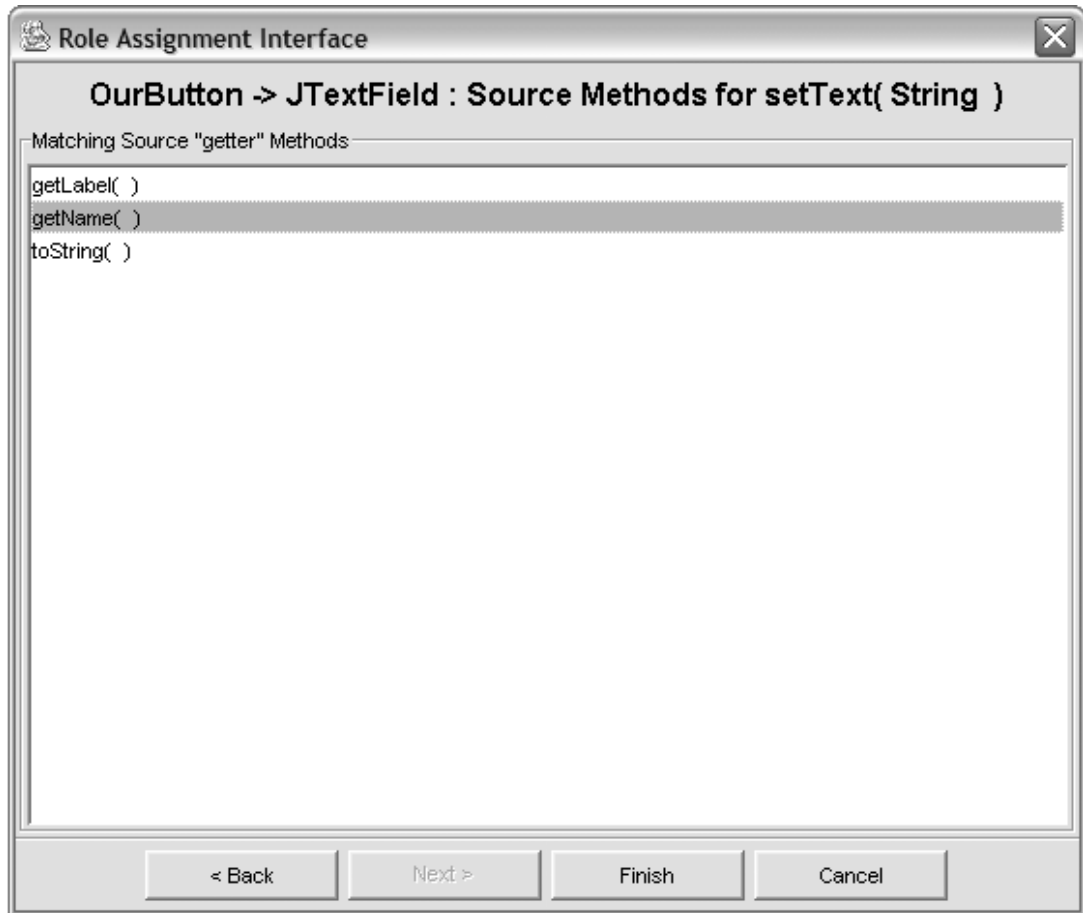 Role Assignment Interface
OurButton -> JTextField : Source Methods for setText( String )
Matching Source "getter" Methods
getLabel( )
getName( )
toString( )
< Back
Next >
Finish
Cancel